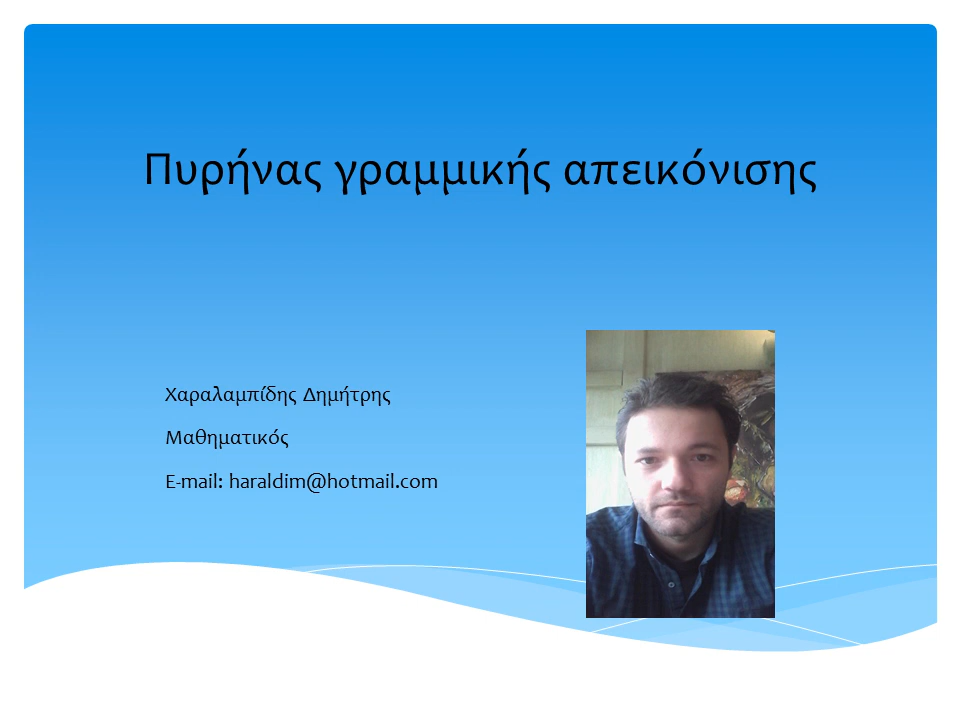 Πυρήνας γραμμικής απεικόνισης
Χαραλαμπίδης Δημήτρης
Μαθηματικός
E-mail: haraldim@hotmail.com